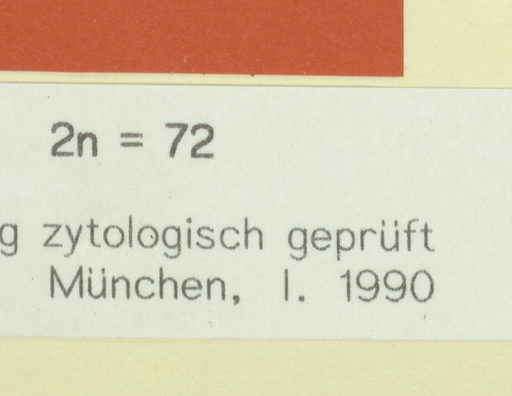 2n = 72
g zytologisch geprüft
München, I. 1990